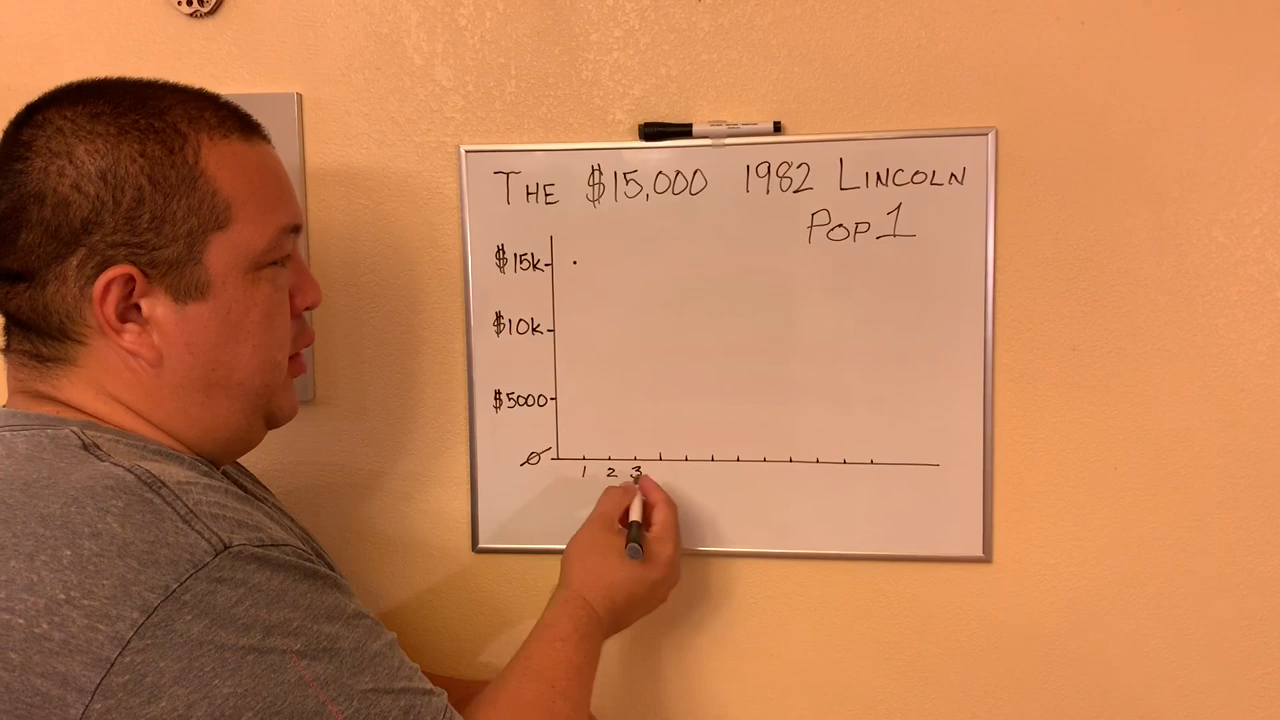 THE $15,000 1982 LINCOLN
POP 1
$15K
$10K
$5000
0
1 2 3